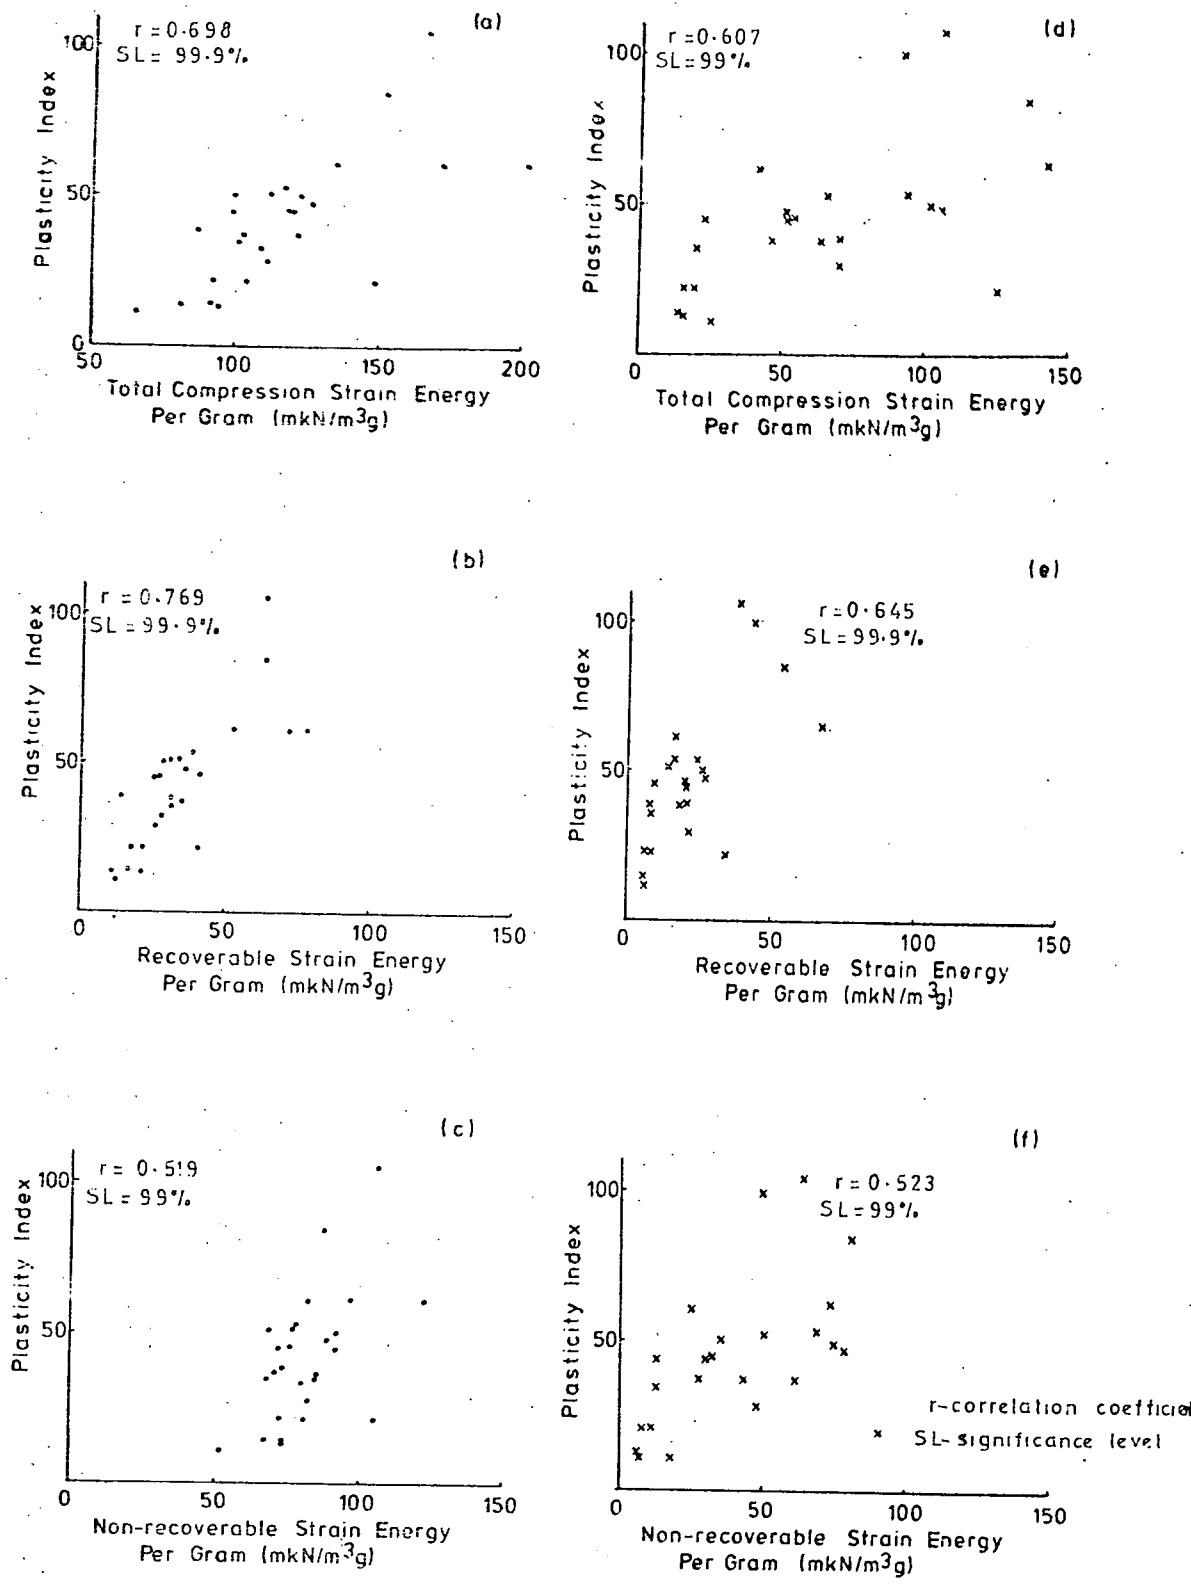 (a)
r = 0.698
SL = 99.9%
100
50
0
Plasticity Index
50 100 150 200
Total Compression Strain Energy
Per Gram (mkN/m3g)
(d)
r = 0.607
SL = 99%
100
50
Plasticity Index
0 50 100 150
Total Compression Strain Energy
Per Gram (mkN/m3g)
(b)
r = 0.769
SL = 99.9%
100
50
Plasticity Index
0 50 100 150
Recoverable Strain Energy
Per Gram (mkN/m3g)
(e)
r = 0.645
SL = 99.9%
100
50
Plasticity Index
0 50 100 150
Recoverable Strain Energy
Per Gram (mkN/m3g)
(c)
r = 0.519
SL = 99%
100
50
Plasticity Index
0 50 100 150
Non-recoverable Strain Energy
Per Gram (mkN/m3g)
(f)
r = 0.523
SL = 99%
100
50
Plasticity Index
0 50 100 150
Non-recoverable Strain Energy
Per Gram (mkN/m3g)
r-correlation coefficie
SL-significance level